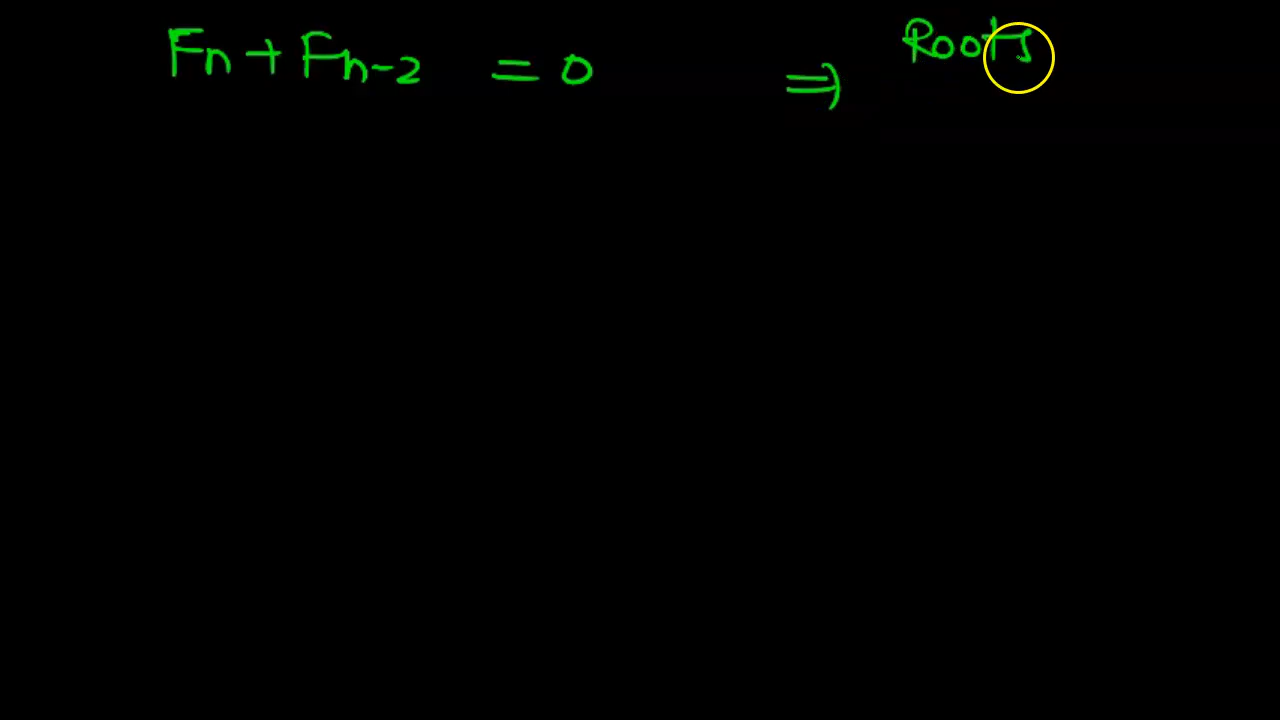 Fn + Fn-2 = 0 ⇒ Roots